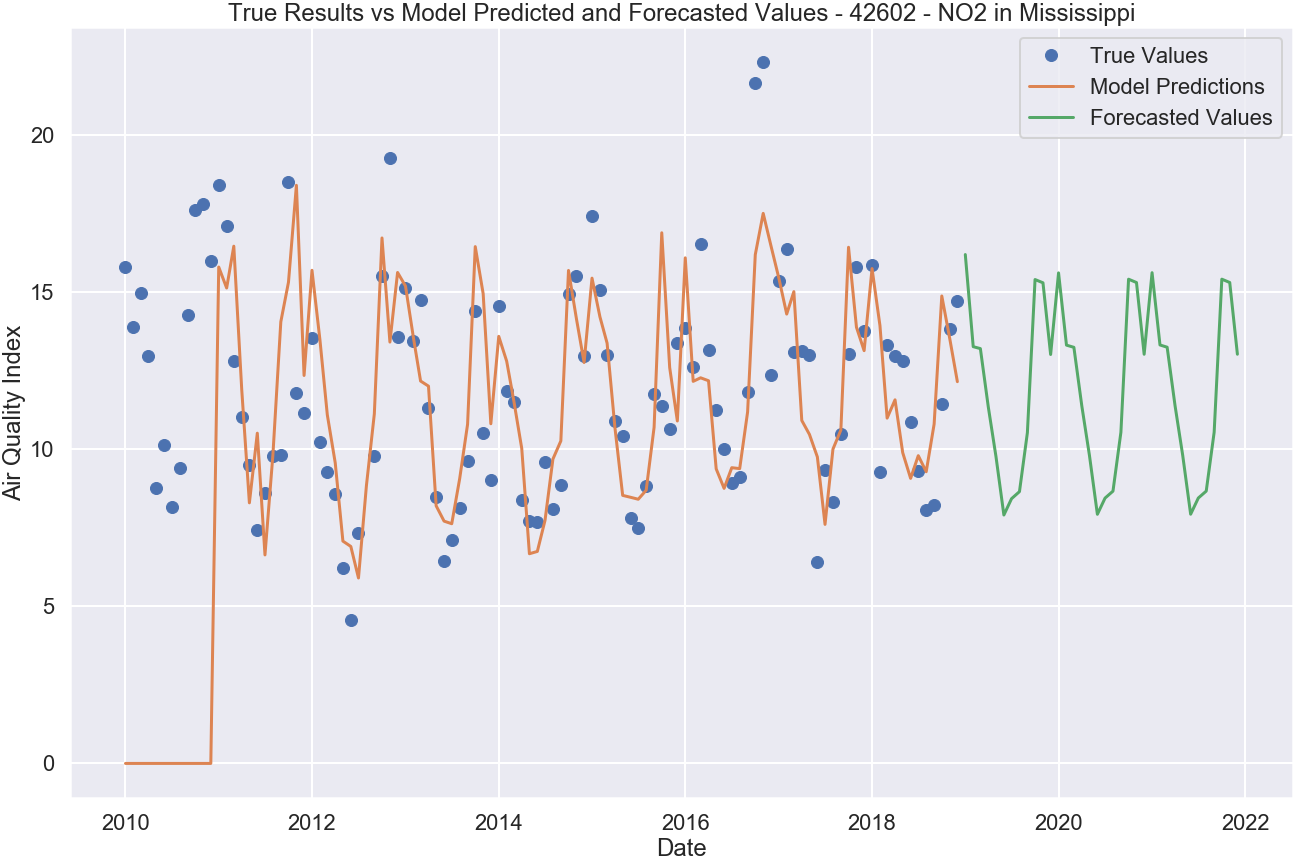 True Results vs Model Predicted and Forecasted Values - 42602 - NO2 in Mississippi
True Values
Model Predictions
Forecasted Values
Air Quality Index
20
15
10
5
0
2010 2012 2014 2016 2018 2020 2022
Date